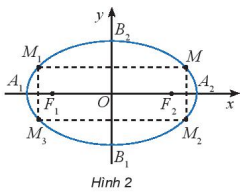 y
B₂
M₁ M
A₁ A₂
F₁ O F₂ x
M₃ M₂
B₁
Hình 2